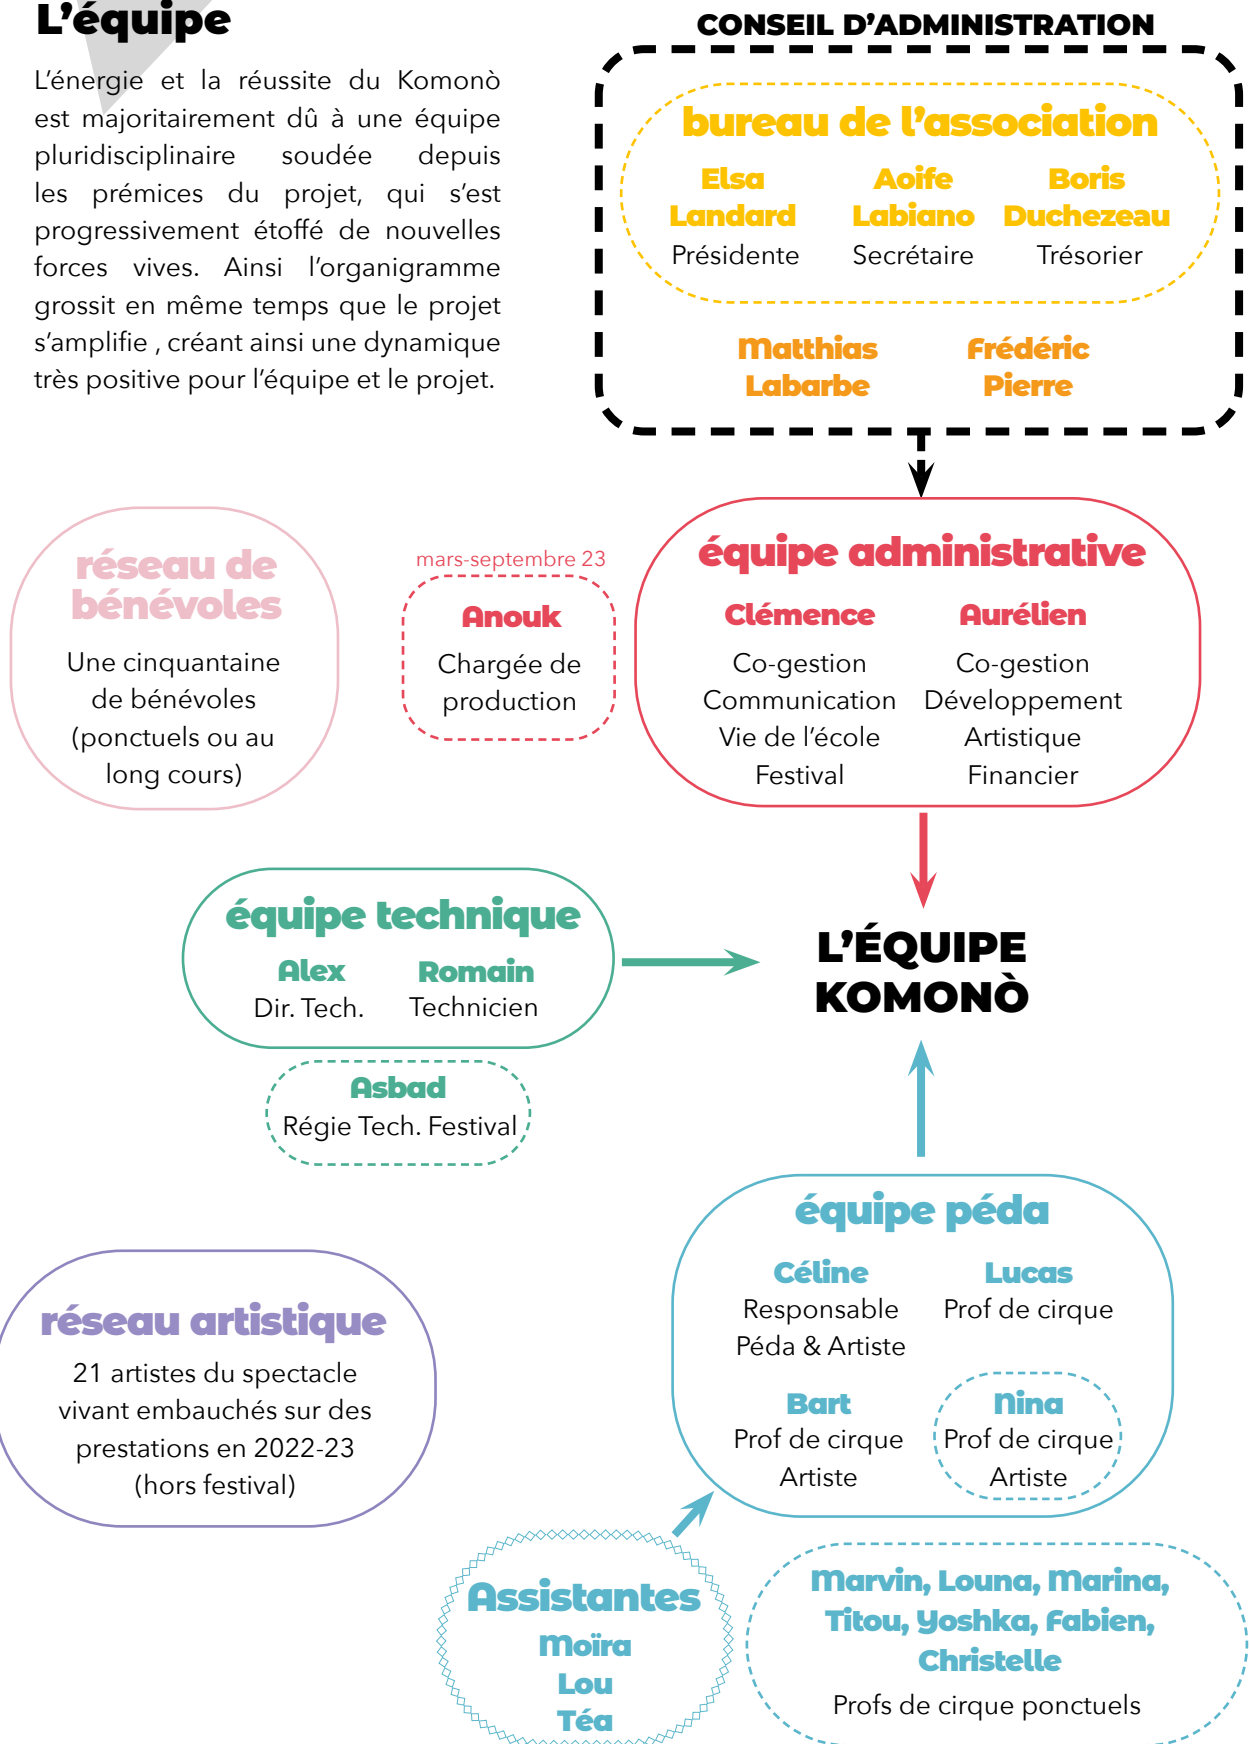 L'équipe
L'énergie et la réussite du Komonò
est majoritairement dû à une équipe
pluridisciplinaire soudée depuis
les prémices du projet, qui s'est
progressivement étoffé de nouvelles
forces vives. Ainsi l'organigramme
grossit en même temps que le projet
s'amplifie , créant ainsi une dynamique
très positive pour l'équipe et le projet.
CONSEIL D'ADMINISTRATION
bureau de l'association
Elsa Landard
Présidente
Aoife Labiano
Secrétaire
Boris Duchezeau
Trésorier
Matthias
Labarbe
Frédéric
Pierre
réseau de
bénévoles
Une cinquantaine
de bénévoles
(ponctuels ou au
long cours)
mars-septembre 23
Anouk
Chargée de
production
équipe administrative
Clémence
Co-gestion
Communication
Vie de l'école
Festival
Aurélien
Co-gestion
Développement
Artistique
Financier
équipe technique
Alex
Dir. Tech.
Romain
Technicien
Asbad
Régie Tech. Festival
L'ÉQUIPE
KOMONÒ
équipe péda
Céline
Responsable
Péda & Artiste
Lucas
Prof de cirque
Bart
Prof de cirque
Artiste
Nina
Prof de cirque
Artiste
réseau artistique
21 artistes du spectacle
vivant embauchés sur des
prestations en 2022-23
(hors festival)
Assistantes
Moïra
Lou
Téa
Marvin, Louna, Marina,
Titou, Yoshka, Fabien,
Christelle
Profs de cirque ponctuels